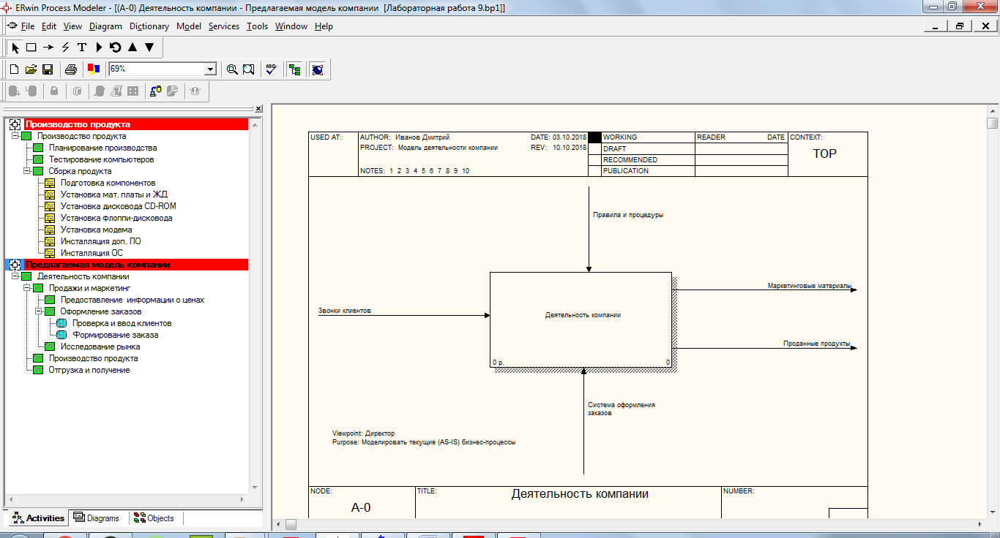 ERwin Process Modeler - [(A-0) Деятельность компании - Предлагаемая модель компании  [Лабораторная работа 9.bp1]]
File Edit View Diagram Dictionary Model Services Tools Window Help
69%
ABC
Производство продукта
Производство продукта
Планирование производства
Тестирование компьютеров
Сборка продукта
Подготовка компонентов
Установка мат. платы и ЖД
Установка дисковода CD-ROM
Установка флоппи-дисковода
Установка модема
Инсталляция доп. ПО
Инсталляция ОС
Предлагаемая модель компании
Деятельность компании
Продажи и маркетинг
Предоставление  информации о ценах
Оформление заказов
Проверка и ввод клиентов
Формирование заказа
Исследование рынка
Производство продукта
Отгрузка и получение
Activities Diagrams Objects
USED AT: AUTHOR: Иванов Дмитрий DATE: 03.10.2018 WORKING READER DATE CONTEXT:
PROJECT: Модель деятельности компании REV: 10.10.2018 DRAFT TOP
RECOMMENDED
NOTES: 1 2 3 4 5 6 7 8 9 10 PUBLICATION
Правила и процедуры
Маркетинговые материалы
Звонки клиентов
Деятельность компании
Проданные продукты
0 р. 0
Система оформления
заказов
Viewpoint: Директор
Purpose: Моделировать текущие (AS-IS) бизнес-процессы
NODE: TITLE: Деятельность компании NUMBER:
A-0